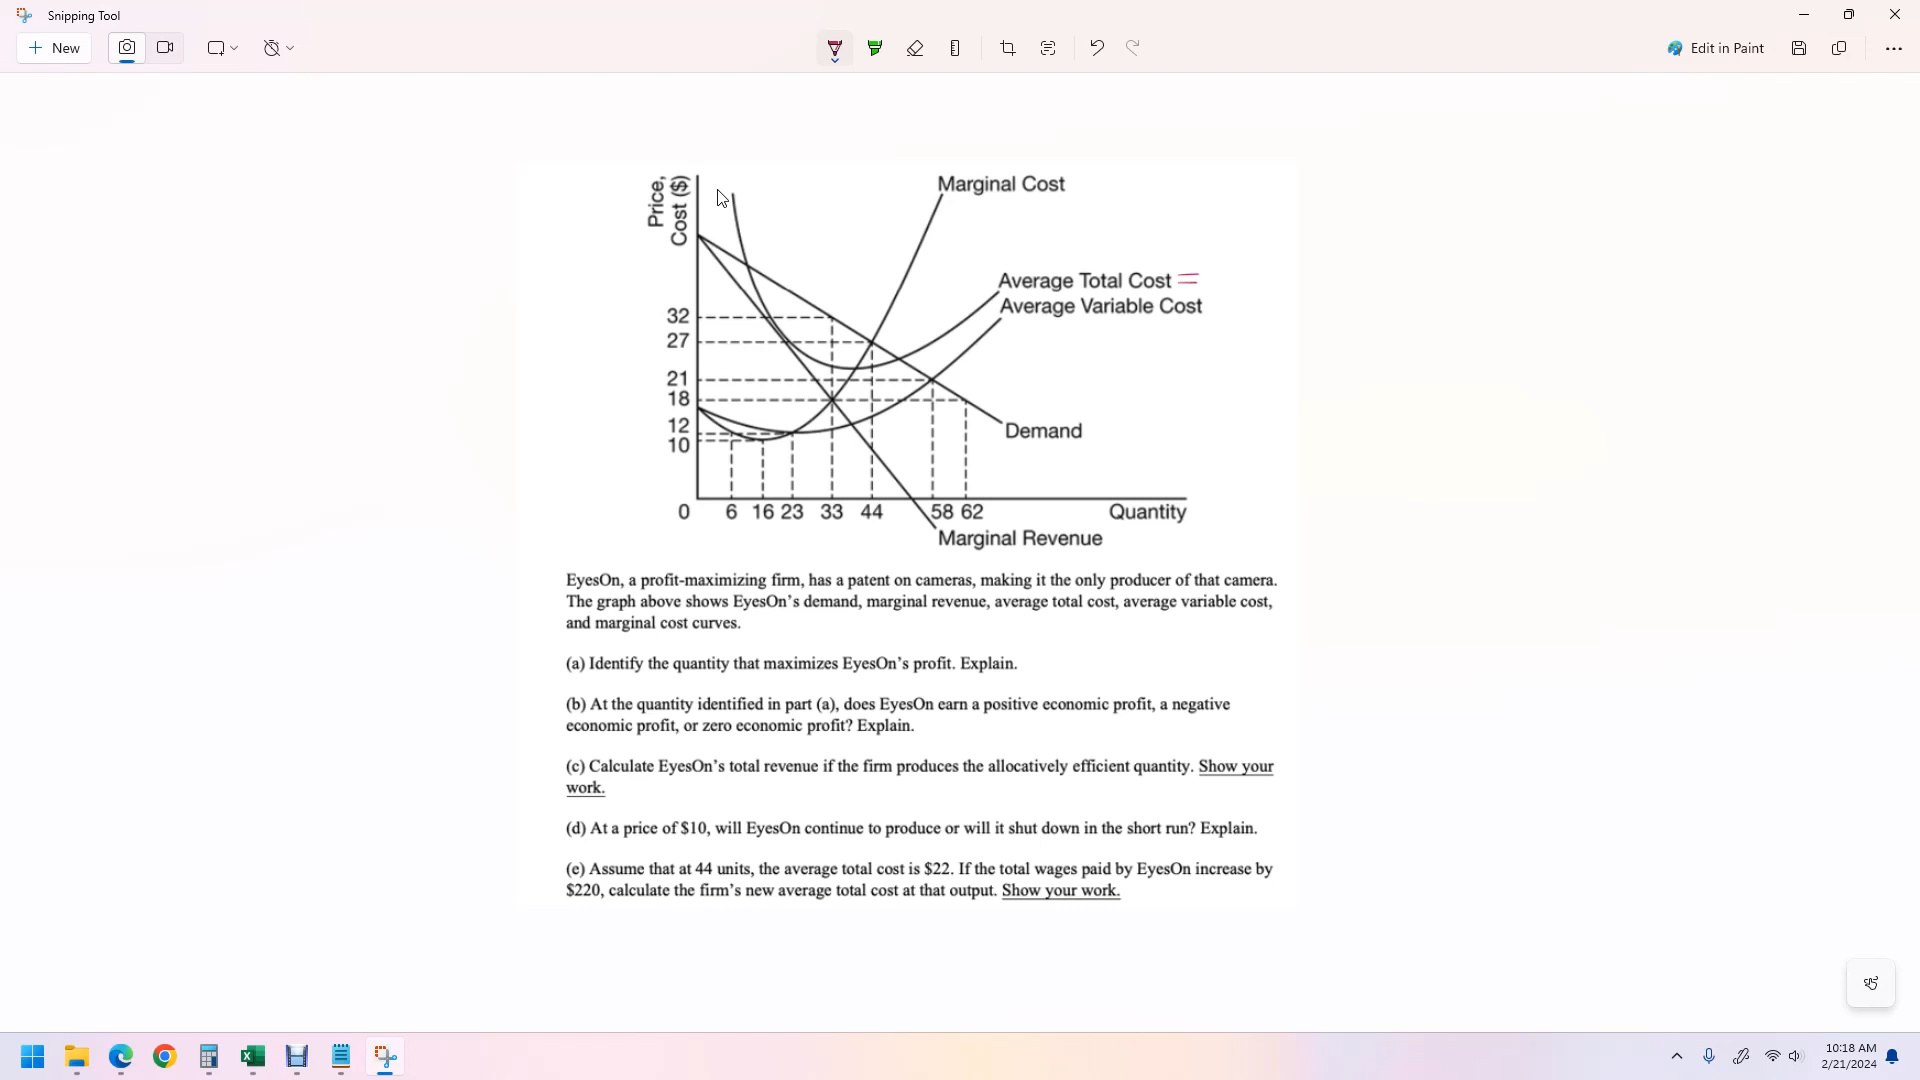 Snipping Tool
New
Edit in Paint
Price,
Cost ($)
Marginal Cost
Average Total Cost =
Average Variable Cost
32
27
21
18
12
10
Demand
0 6 16 23 33 44 58 62 Quantity
Marginal Revenue
EyesOn, a profit-maximizing firm, has a patent on cameras, making it the only producer of that camera.
The graph above shows EyesOn's demand, marginal revenue, average total cost, average variable cost,
and marginal cost curves.
(a) Identify the quantity that maximizes EyesOn's profit. Explain.
(b) At the quantity identified in part (a), does EyesOn earn a positive economic profit, a negative
economic profit, or zero economic profit? Explain.
(c) Calculate EyesOn's total revenue if the firm produces the allocatively efficient quantity. Show your
work.
(d) At a price of $10, will EyesOn continue to produce or will it shut down in the short run? Explain.
(e) Assume that at 44 units, the average total cost is $22. If the total wages paid by EyesOn increase by
$220, calculate the firm's new average total cost at that output. Show your work.
10:18 AM
2/21/2024